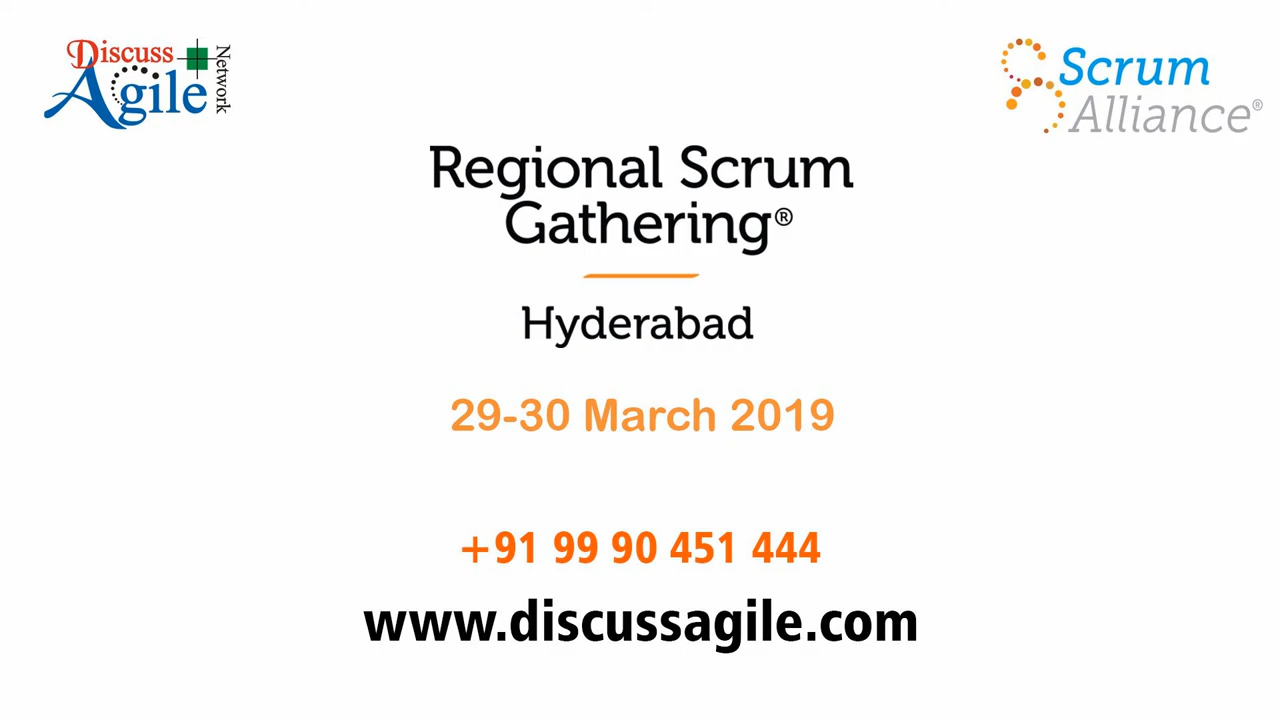 Discuss
Agile
Network
Scrum
Alliance®
Regional Scrum
Gathering®
Hyderabad
29-30 March 2019
+91 99 90 451 444
www.discussagile.com